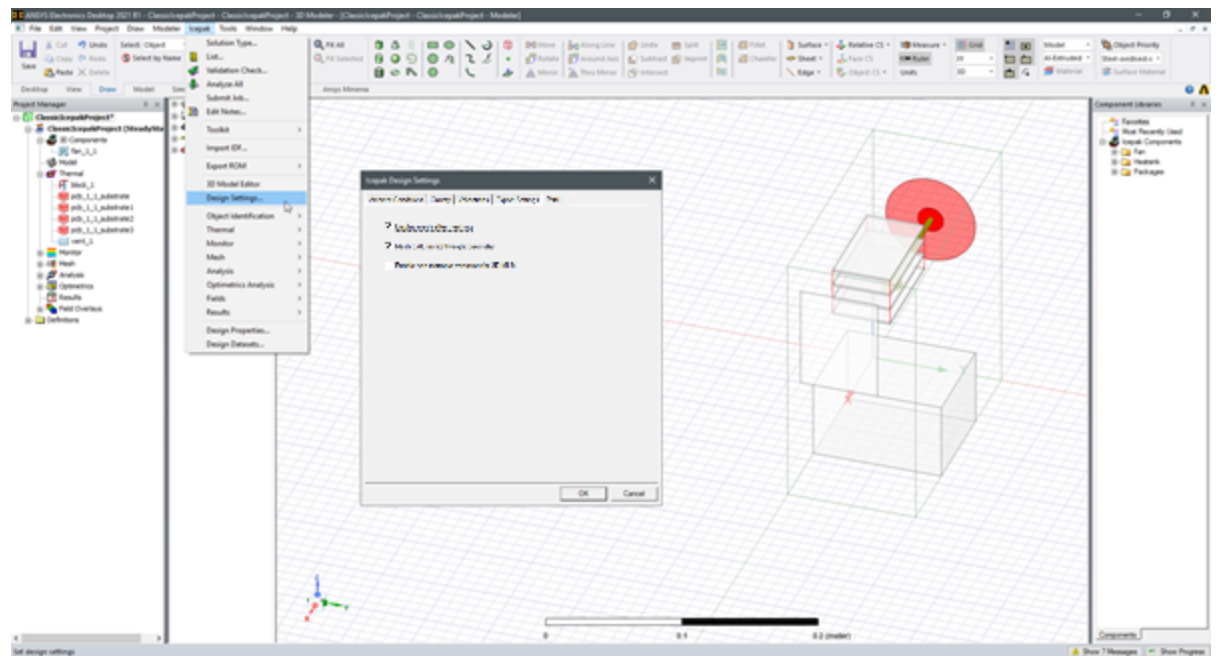 ANSYS Electronics Desktop 2021 R1 - ClassicIcepakProject - ClassicIcepakProject - 3D Modeler - [ClassicIcepakProject - ClassicIcepakProject - Modeler]
File Edit View Project Draw Modeler Icepak Tools Window Help
Save
Cut
Undo
Copy
Redo
Paste
Delete
Select: Object
Select by Name
Fit All
Fit Selected
Move
Along Line
Rotate
Around Axis
Mirror
Thru Mirror
Unite
Split
Subtract
Imprint
Intersect
Fillet
Chamfer
Surface
Sheet
Edge
Relative CS
Face CS
Object CS
Measure
Ruler
Units
Grid
XY
3D
Model
Al-Extruded
Material
Object Priority
Steel-oxidised-s
Surface Material
Desktop View Draw Model
Ansys Minerva
Project Manager
ClassicIcepakProject*
ClassicIcepakProject (SteadySta
3D Components
fan_1_1
Model
Thermal
block_1
pcb_1_1_substrate
pcb_1_1_substrate1
pcb_1_1_substrate2
pcb_1_1_substrate3
vent_1
Monitor
Mesh
Analysis
Optimetrics
Results
Field Overlays
Definitions
Solution Type...
List...
Validation Check...
Analyze All
Submit Job...
Edit Notes...
Toolkit
Import IDF...
Export ROM
3D Model Editor
Design Settings...
Object Identification
Thermal
Monitor
Mesh
Analysis
Optimetrics Analysis
Fields
Results
Design Properties...
Design Datasets...
Icepak Design Settings
OK
Cancel
Component Libraries
Favorites
Most Recently Used
Icepak Components
Fan
Heatsink
Packages
Components
0
0.1
0.2 (meter)
Set design settings
Show 7 Messages
Show Progress